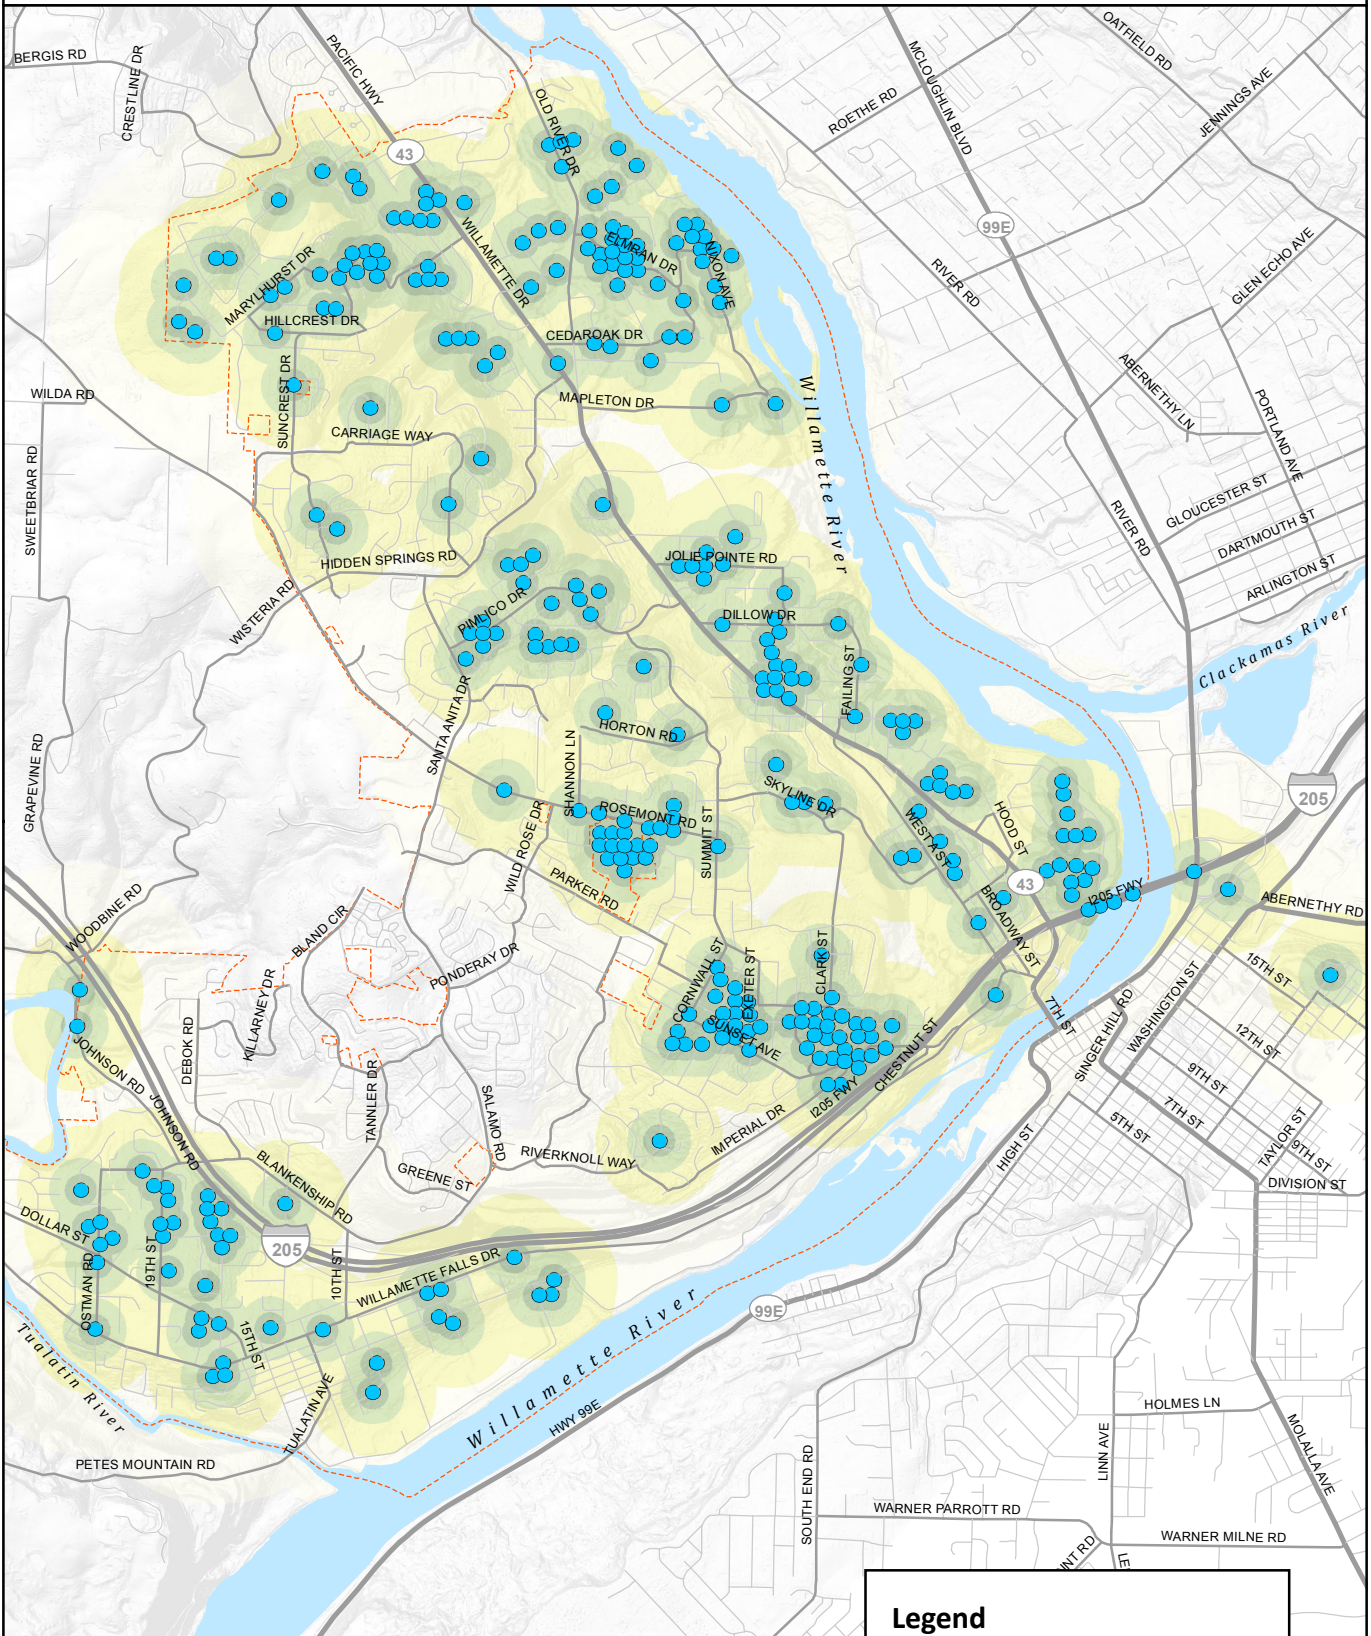 BERGIS RD
CRESTLINE DR
PACIFIC HWY
43
OLD RIVER DR
OATFIELD RD
MCLOUGHLIN BLVD
JENNINGS AVE
ROETHE RD
99E
RIVER RD
GLEN ECHO AVE
WILLAMETTE DR
ELMRAN DR
NIXON AVE
MARYLHURST DR
HILLCREST DR
CEDAROAK DR
SUNCREST DR
WILDA RD
MAPLETON DR
CARRIAGE WAY
Willamette River
ABERNETHY LN
PORTLAND AVE
SWEETBRIAR RD
GLOUCESTER ST
DARTMOUTH ST
ARLINGTON ST
RIVER RD
HIDDEN SPRINGS RD
WISTERIA RD
JOLIE POINTE RD
PIMLICO DR
DILLOW DR
FAILING ST
Clackamas River
SANTA ANITA DR
HORTON RD
SHANNON LN
GRAPEVINE RD
SKYLINE DR
ROSEMONT RD
WILD ROSE DR
SUMMIT ST
WEST A ST
HOOD ST
205
43
PARKER RD
BROADWAY ST
I205 FWY
ABERNETHY RD
WOODBINE RD
BLAND CIR
PONDERAY DR
CORNWALL ST
EXETER ST
CLARK ST
15TH ST
KILLARNEY DR
DEBOK RD
SUNSET AVE
7TH ST
SINGER HILL RD
WASHINGTON ST
12TH ST
CHESTNUT ST
JOHNSON RD
JOHNSON RD
TANNLER DR
SALAMO RD
I205 FWY
IMPERIAL DR
9TH ST
7TH ST
5TH ST
TAYLOR ST
9TH ST
HIGH ST
DIVISION ST
BLANKENSHIP RD
GREENE ST
RIVERKNOLL WAY
DOLLAR ST
19TH ST
205
10TH ST
WILLAMETTE FALLS DR
OSTMAN RD
15TH ST
99E
Tualatin River
TUALATIN AVE
Willamette River
HWY 99E
PETES MOUNTAIN RD
HOLMES LN
LINN AVE
MOLALLA AVE
SOUTH END RD
WARNER PARROTT RD
WARNER MILNE RD
Legend